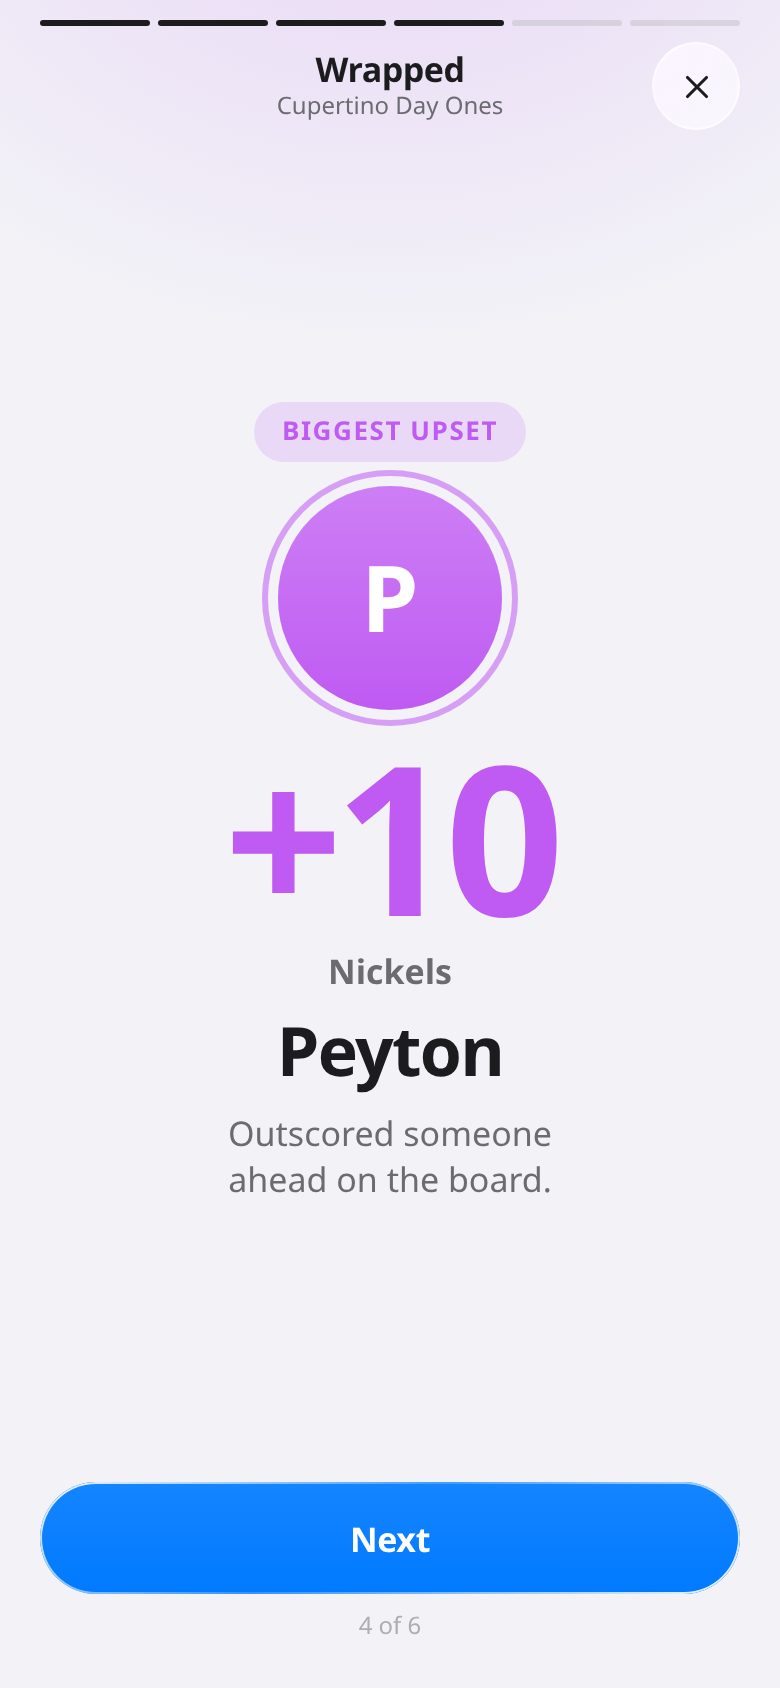 Wrapped
Cupertino Day Ones
BIGGEST UPSET
P
+10
Nickels
Peyton
Outscored someone
ahead on the board.
Next
4 of 6